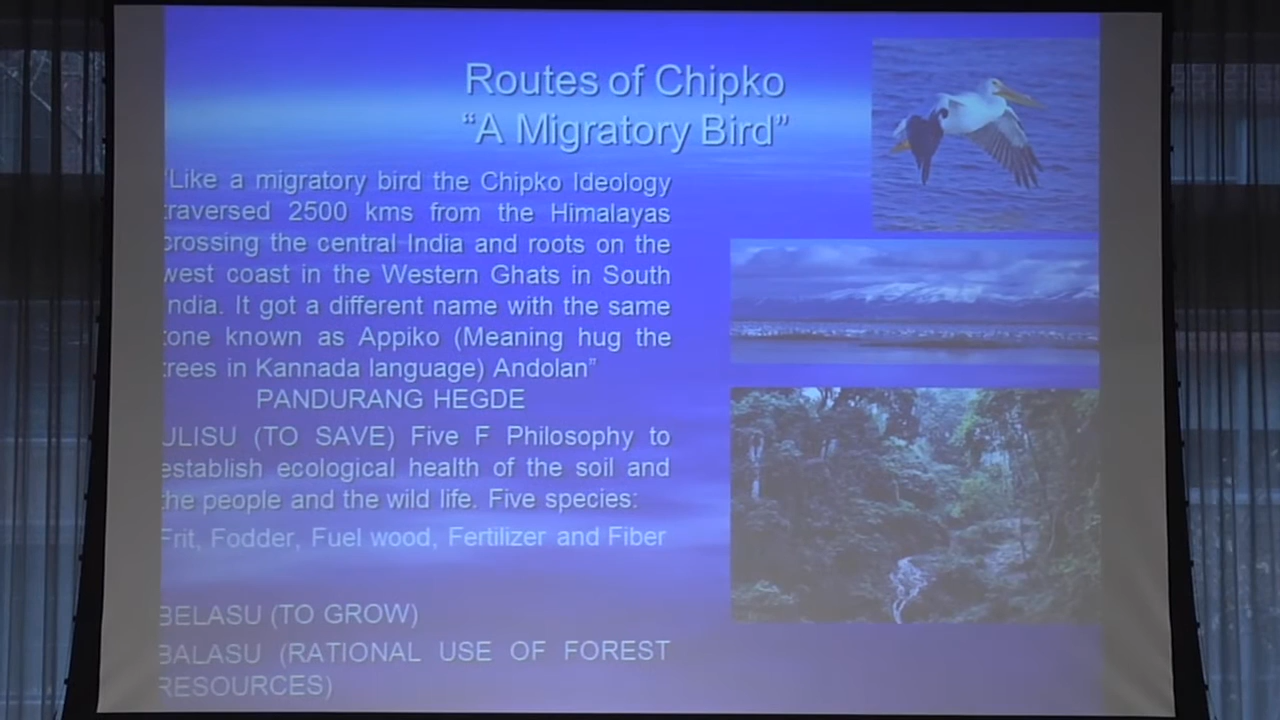 Routes of Chipko
“A Migratory Bird”
“Like a migratory bird the Chipko Ideology
traversed 2500 kms from the Himalayas
crossing the central India and roots on the
west coast in the Western Ghats in South
India. It got a different name with the same
tone known as Appiko (Meaning hug the
trees in Kannada language) Andolan”
PANDURANG HEGDE
ULISU (TO SAVE) Five F Philosophy to
establish ecological health of the soil and
the people and the wild life. Five species:
Frit, Fodder, Fuel wood, Fertilizer and Fiber
BELASU (TO GROW)
BALASU (RATIONAL USE OF FOREST
RESOURCES)